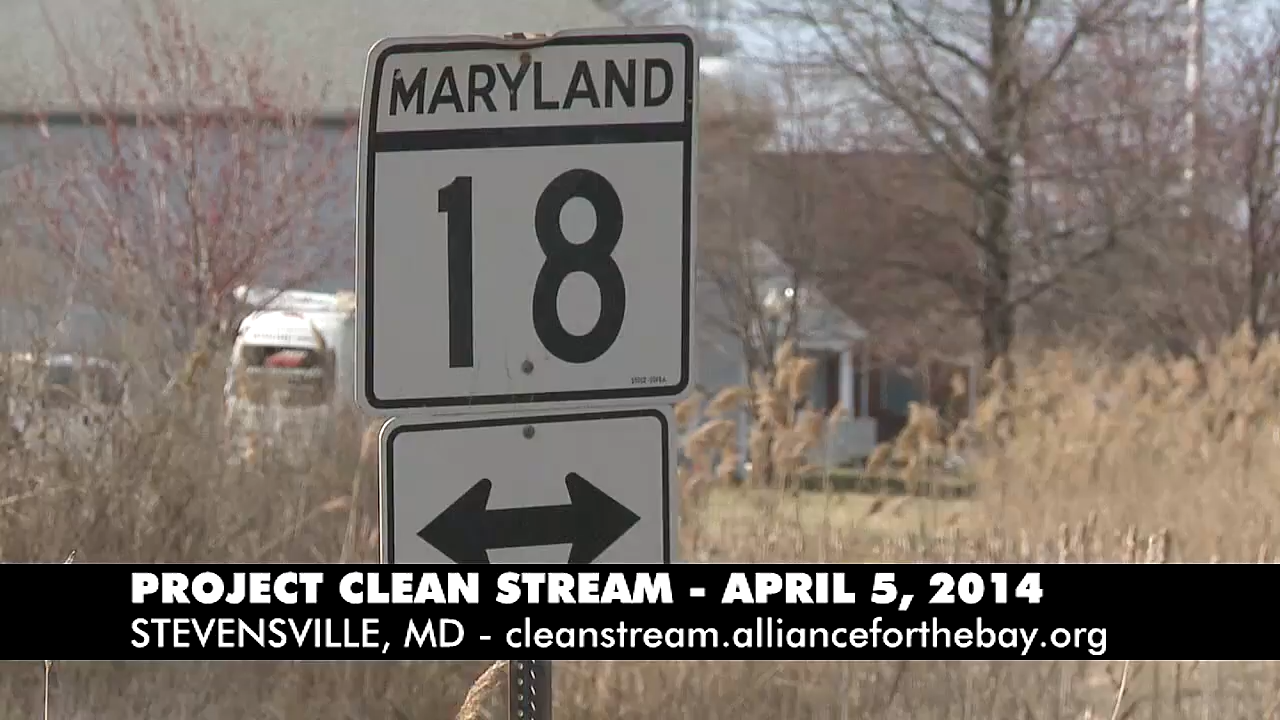 MARYLAND
18
PROJECT CLEAN STREAM - APRIL 5, 2014
STEVENSVILLE, MD - cleanstream.allianceforthebay.org